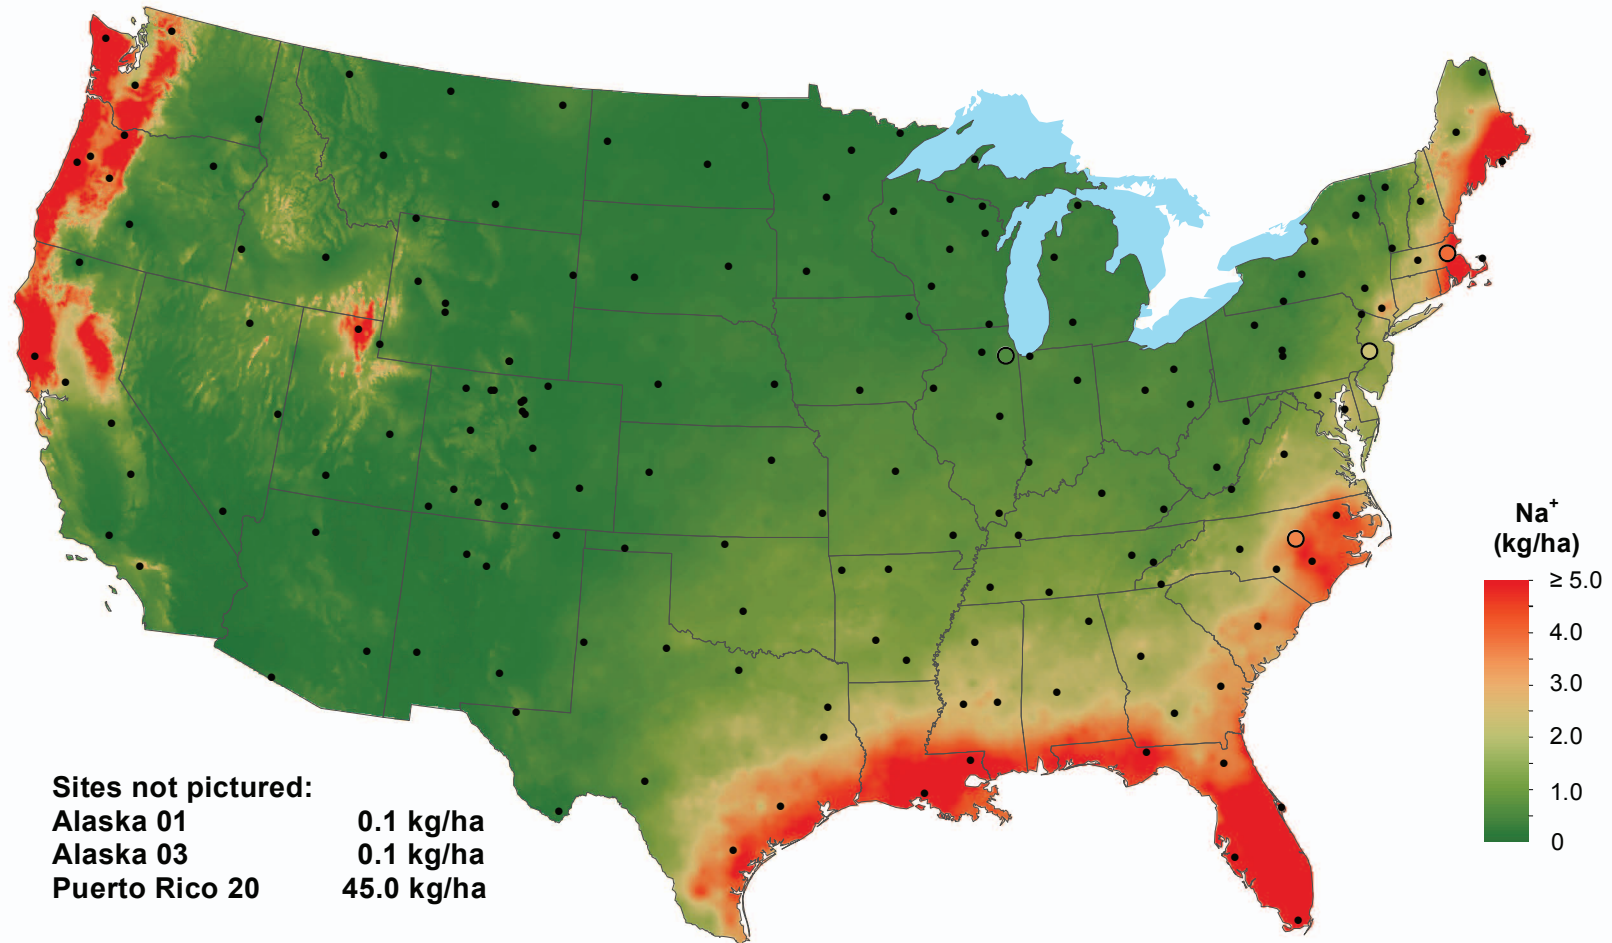 Na+
(kg/ha)
≥ 5.0
4.0
3.0
2.0
1.0
0
Sites not pictured:
Alaska 01 0.1 kg/ha
Alaska 03 0.1 kg/ha
Puerto Rico 20 45.0 kg/ha